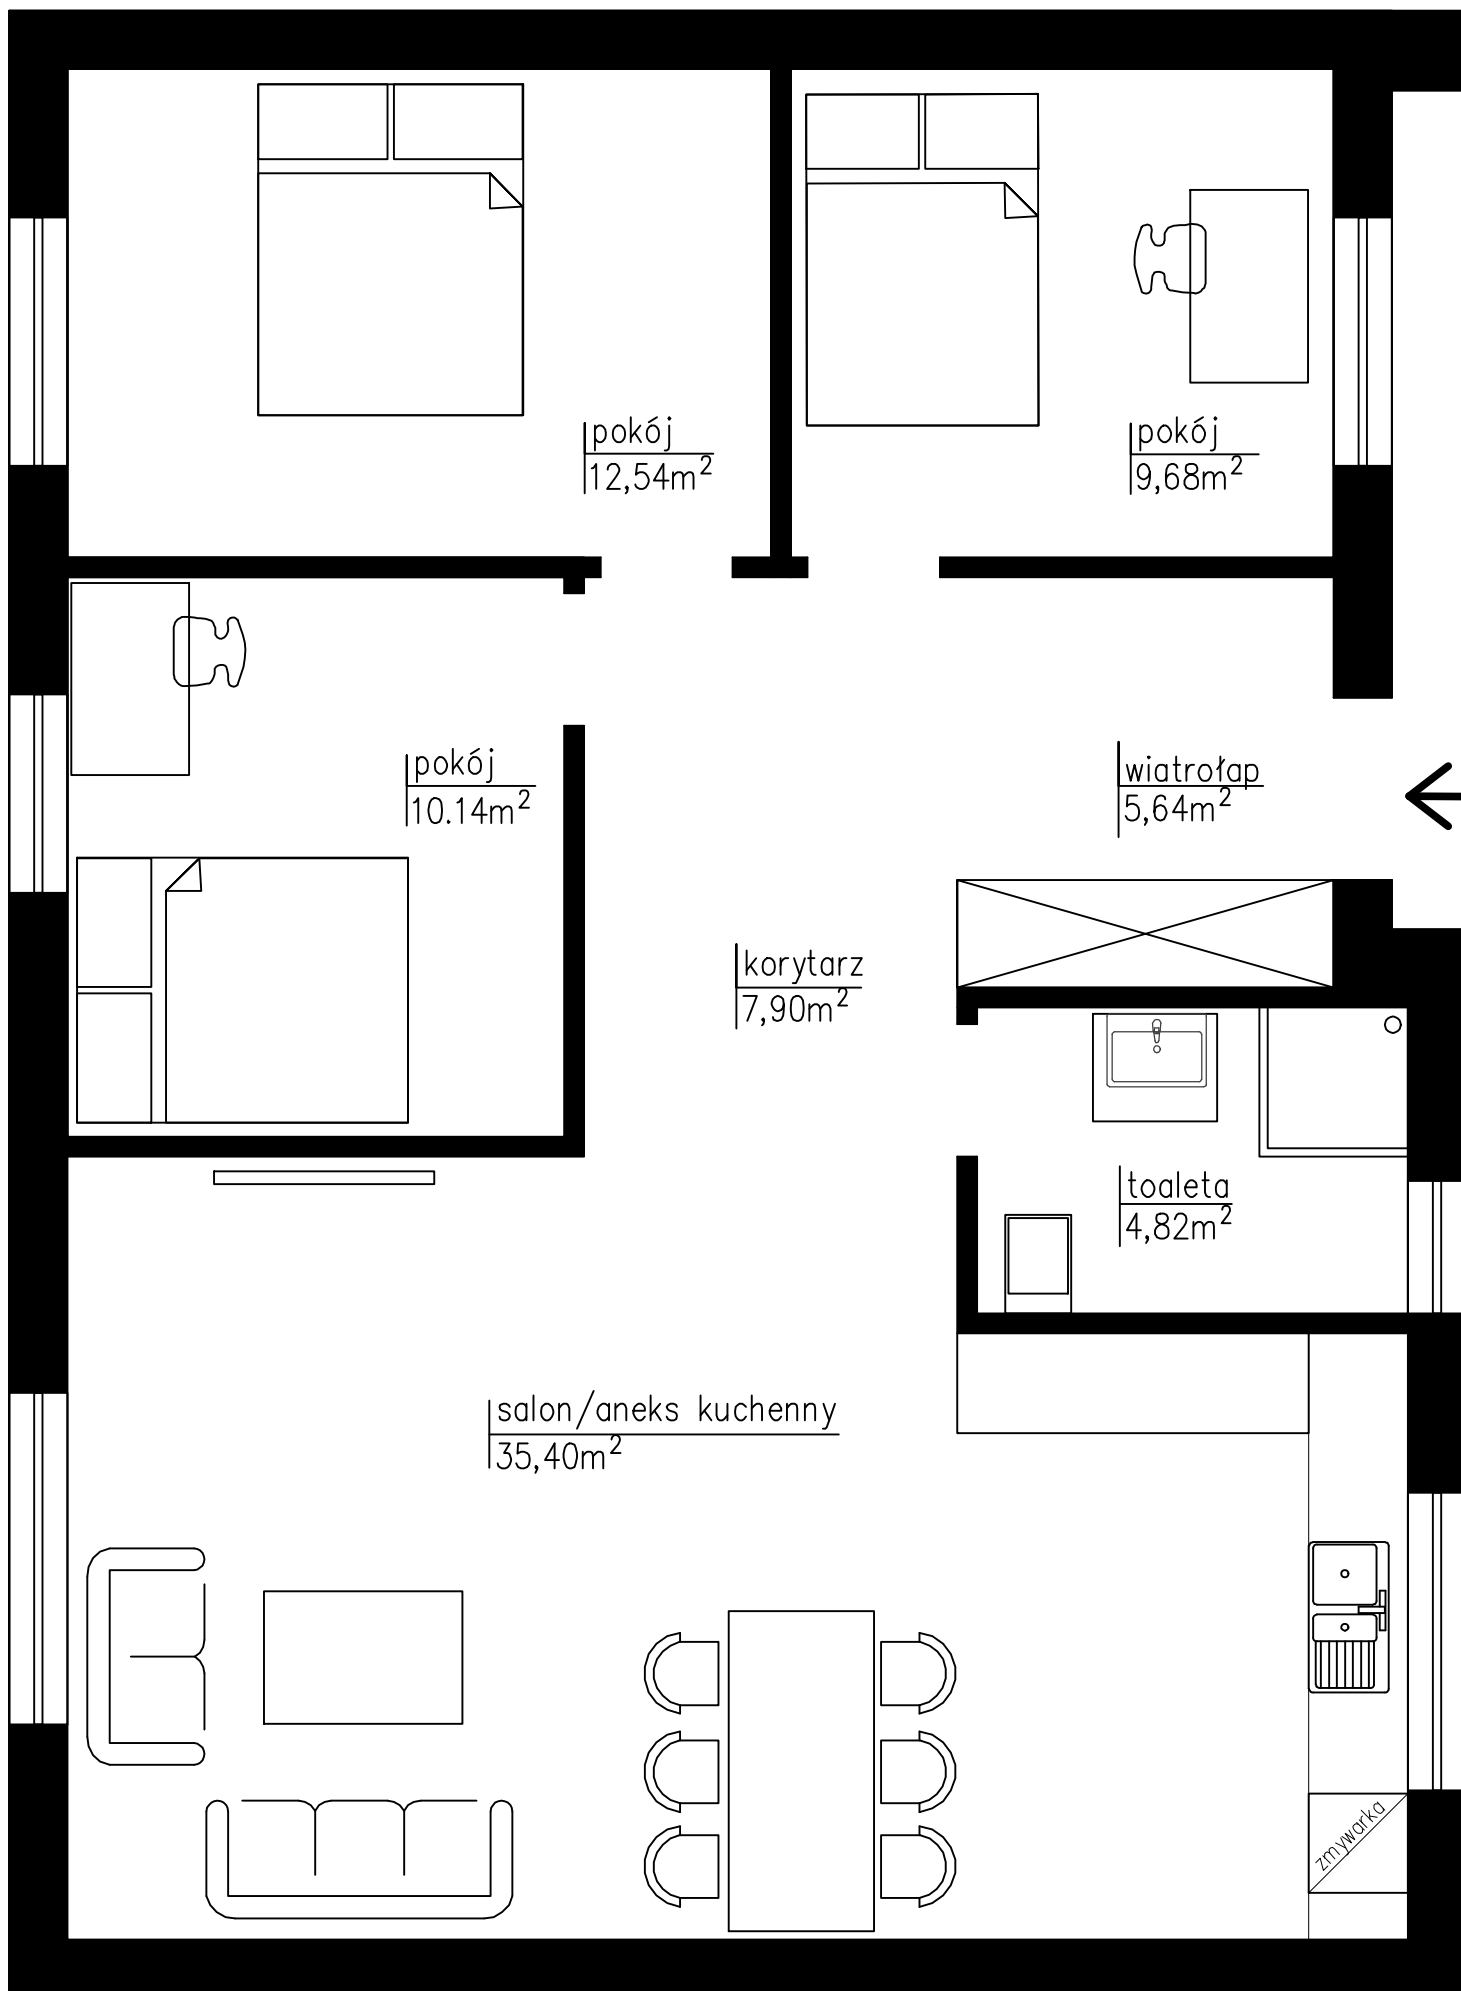 pokój
12,54m²
pokój
9,68m²
pokój
10.14m²
wiatrołap
5,64m²
korytarz
7,90m²
toaleta
4,82m²
salon/aneks kuchenny
35,40m²
zmywarka